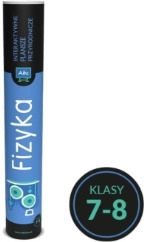 INTERAKTYWNE
PLANSZE
PRZYRODNICZE
Fizyka
KLASY
7-8